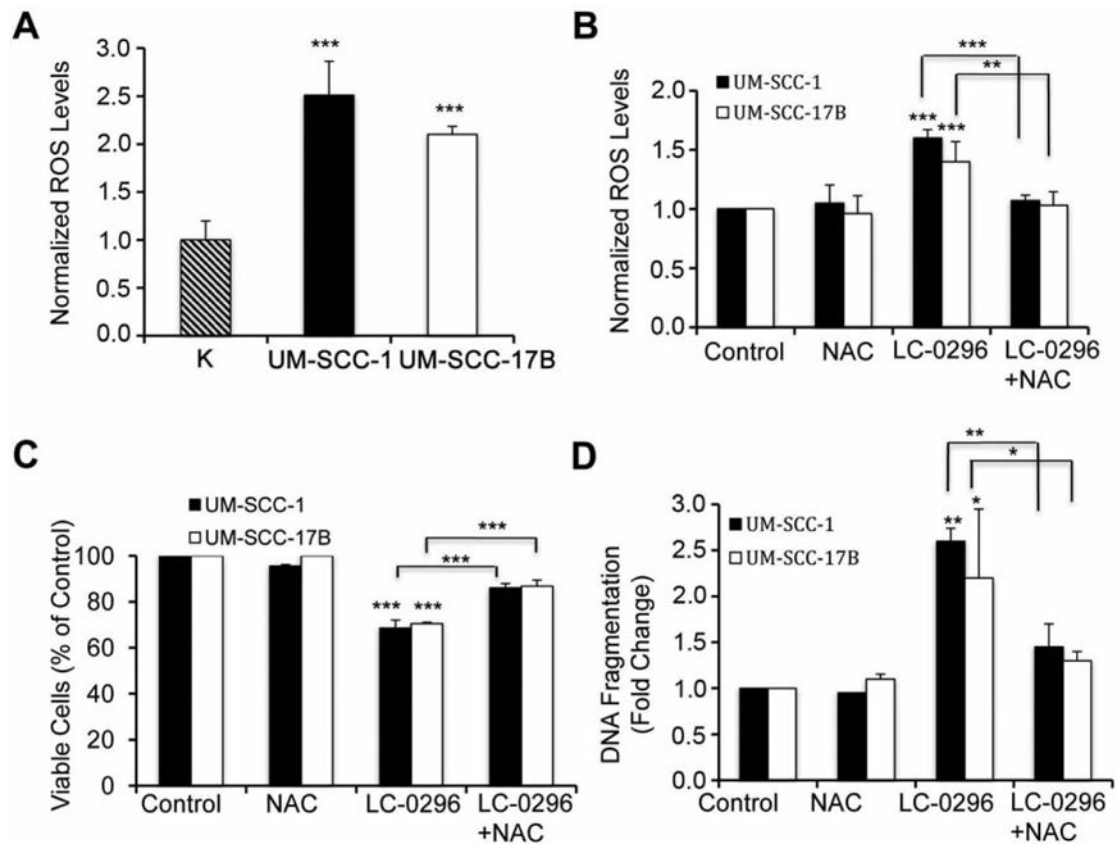 A
Normalized ROS Levels
3.0
2.5
2.0
1.5
1.0
0.5
0.0
***
***
K
UM-SCC-1
UM-SCC-17B
B
Normalized ROS Levels
UM-SCC-1
UM-SCC-17B
***
**
2.0
1.5
1.0
0.5
0.0
***
***
Control
NAC
LC-0296
LC-0296
+NAC
C
Viable Cells (% of Control)
UM-SCC-1
UM-SCC-17B
***
***
100
80
60
40
20
0
***
***
Control
NAC
LC-0296
LC-0296
+NAC
D
DNA Fragmentation
(Fold Change)
**
*
UM-SCC-1
UM-SCC-17B
3.0
2.5
2.0
1.5
1.0
0.5
0.0
**
*
Control
NAC
LC-0296
LC-0296
+NAC